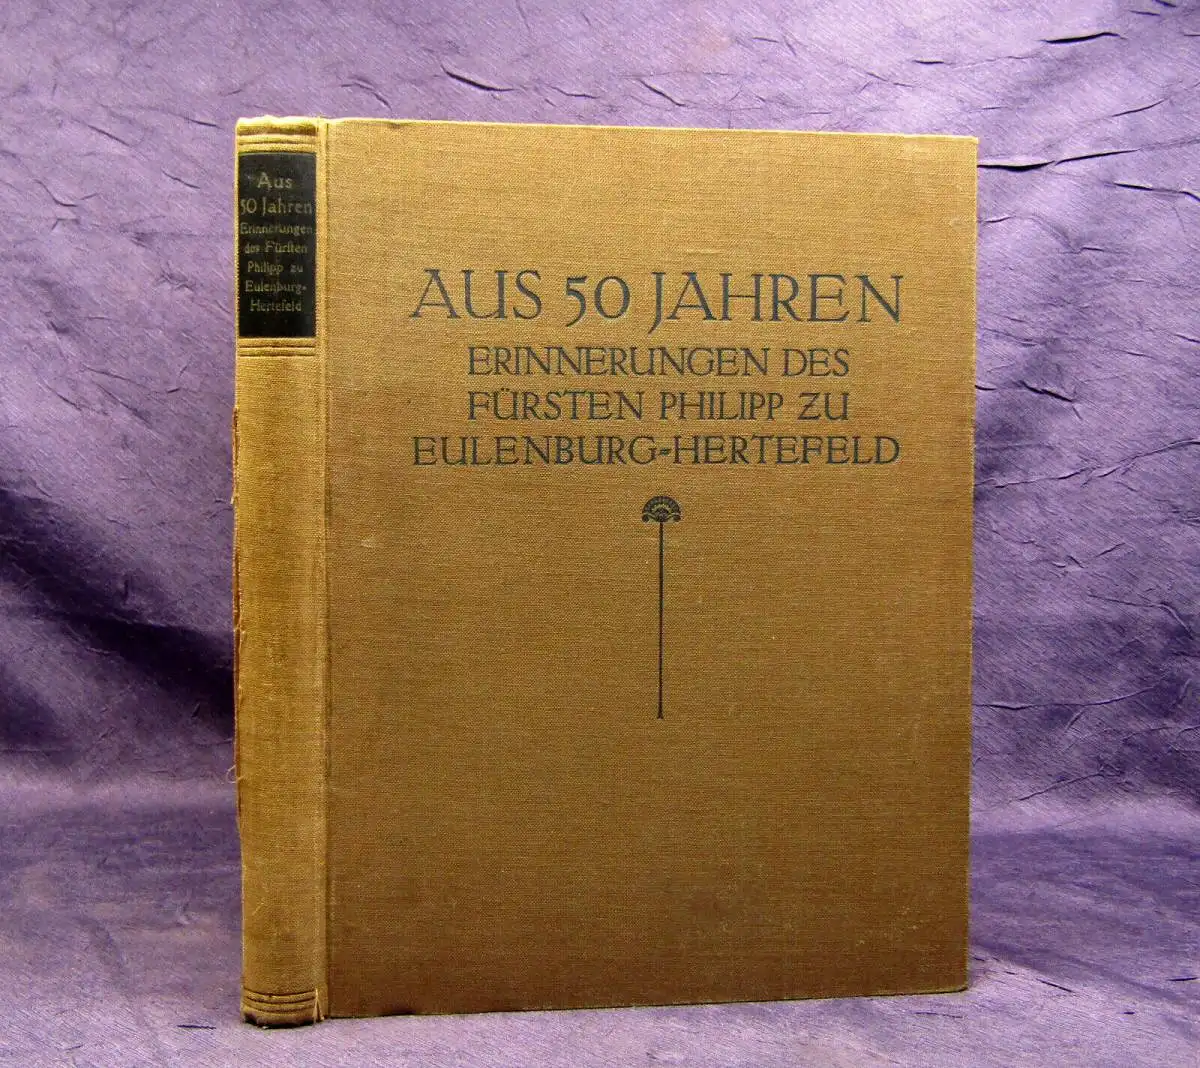 Aus
50 Jahren
Erinnerungen
des Fürsten
Philipp zu
Eulenburg-
Hertefeld
AUS 50 JAHREN
ERINNERUNGEN DES
FÜRSTEN PHILIPP ZU
EULENBURG-HERTEFELD